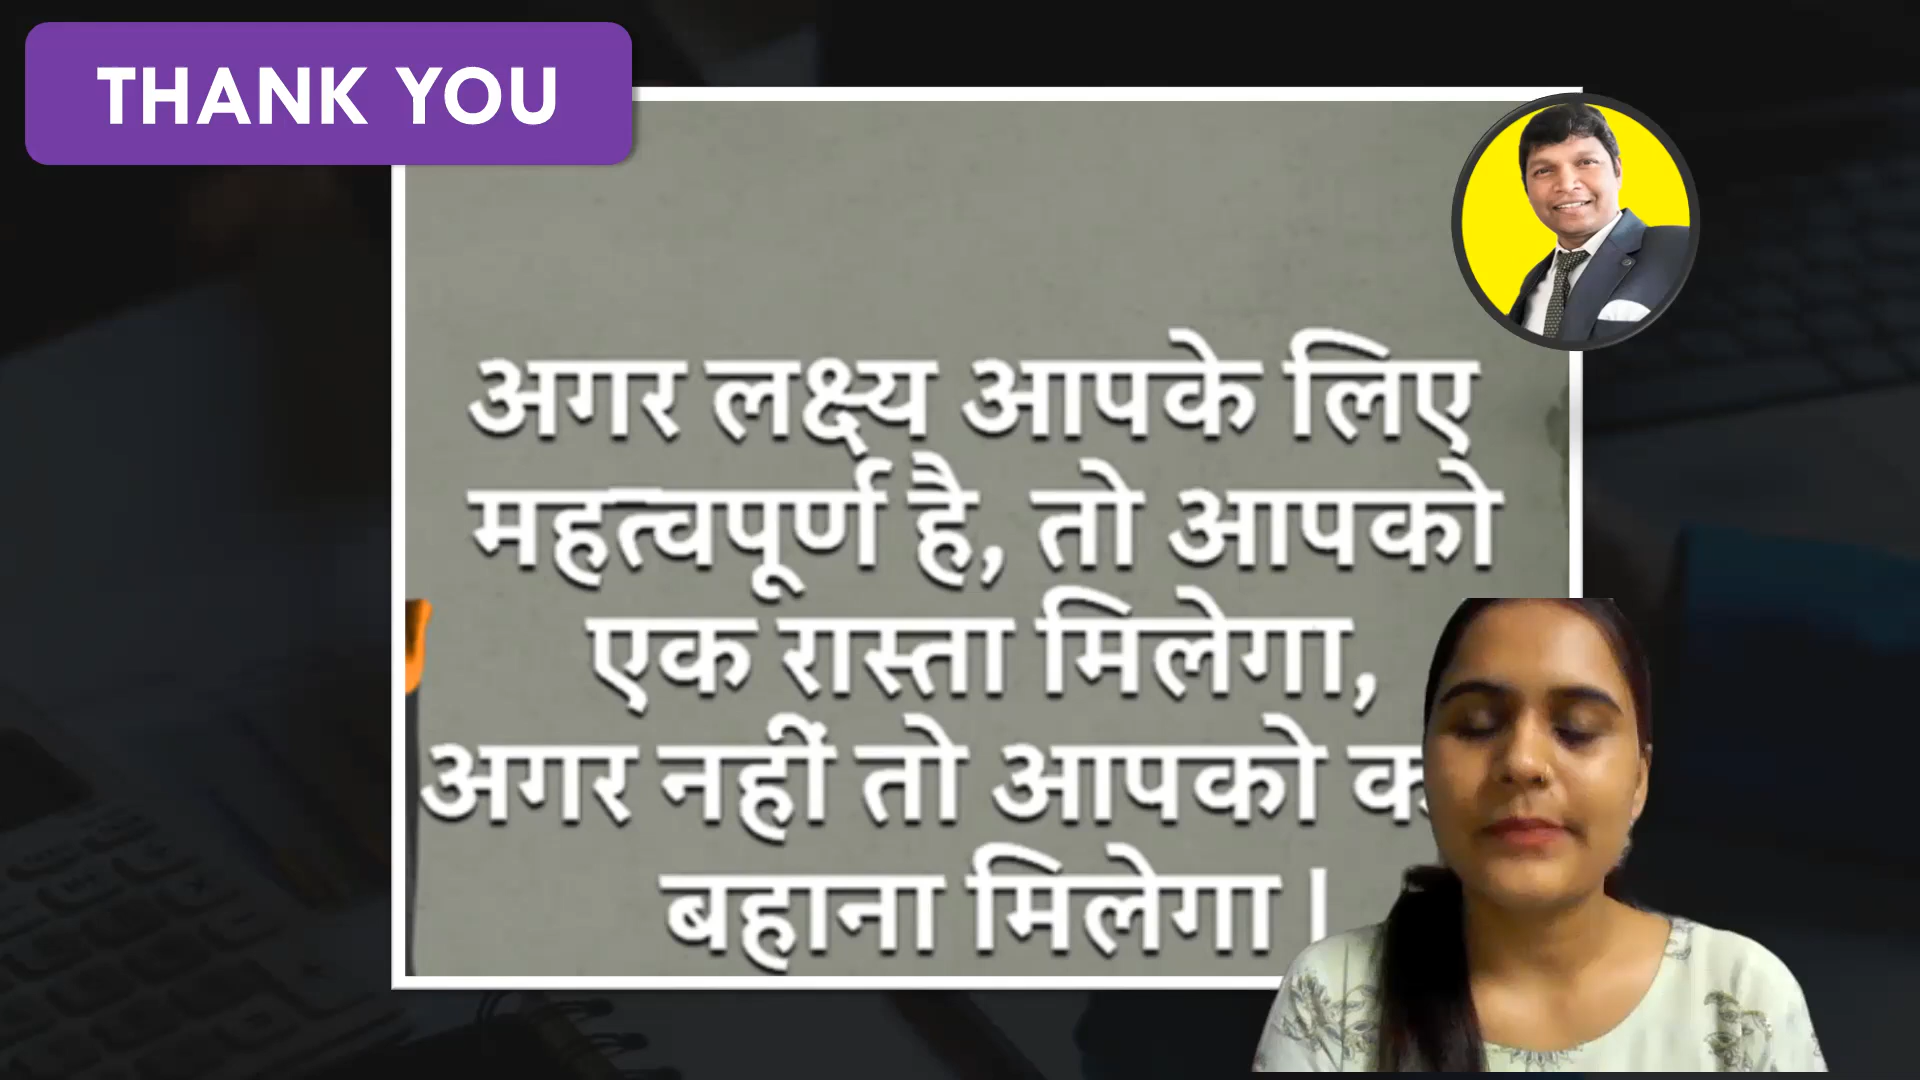 THANK YOU
अगर लक्ष्य आपके लिए
महत्वपूर्ण है, तो आपको
एक रास्ता मिलेगा,
अगर नहीं तो आपको
बहाना मिलेगा |